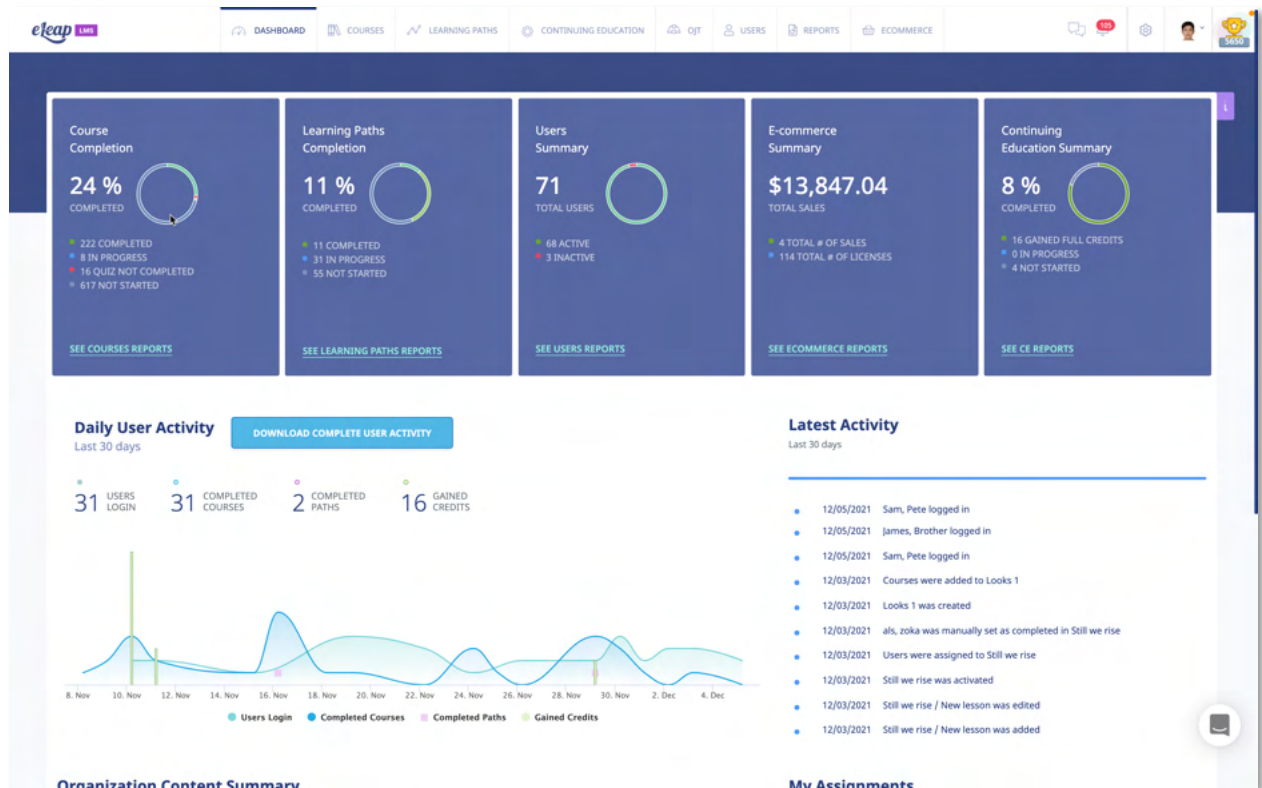 eleap LMS
DASHBOARD
COURSES
LEARNING PATHS
CONTINUING EDUCATION
OJT
USERS
REPORTS
ECOMMERCE
105
5650
i
Course
Completion
24 %
COMPLETED
222 COMPLETED
8 IN PROGRESS
16 QUIZ NOT COMPLETED
617 NOT STARTED
SEE COURSES REPORTS
Learning Paths
Completion
11 %
COMPLETED
11 COMPLETED
31 IN PROGRESS
55 NOT STARTED
SEE LEARNING PATHS REPORTS
Users
Summary
71
TOTAL USERS
68 ACTIVE
3 INACTIVE
SEE USERS REPORTS
E-commerce
Summary
$13,847.04
TOTAL SALES
4 TOTAL # OF SALES
114 TOTAL # OF LICENSES
SEE ECOMMERCE REPORTS
Continuing
Education Summary
8 %
COMPLETED
16 GAINED FULL CREDITS
0 IN PROGRESS
4 NOT STARTED
SEE CE REPORTS
Daily User Activity
Last 30 days
DOWNLOAD COMPLETE USER ACTIVITY
31 USERS LOGIN
31 COMPLETED COURSES
2 COMPLETED PATHS
16 GAINED CREDITS
8. Nov 10. Nov 12. Nov 14. Nov 16. Nov 18. Nov 20. Nov 22. Nov 24. Nov 26. Nov 28. Nov 30. Nov 2. Dec 4. Dec
Users Login Completed Courses Completed Paths Gained Credits
Latest Activity
Last 30 days
12/05/2021 Sam, Pete logged in
12/05/2021 James, Brother logged in
12/05/2021 Sam, Pete logged in
12/03/2021 Courses were added to Looks 1
12/03/2021 Looks 1 was created
12/03/2021 als, zoka was manually set as completed in Still we rise
12/03/2021 Users were assigned to Still we rise
12/03/2021 Still we rise was activated
12/03/2021 Still we rise / New lesson was edited
12/03/2021 Still we rise / New lesson was added
Organization Content Summary
My Assignments